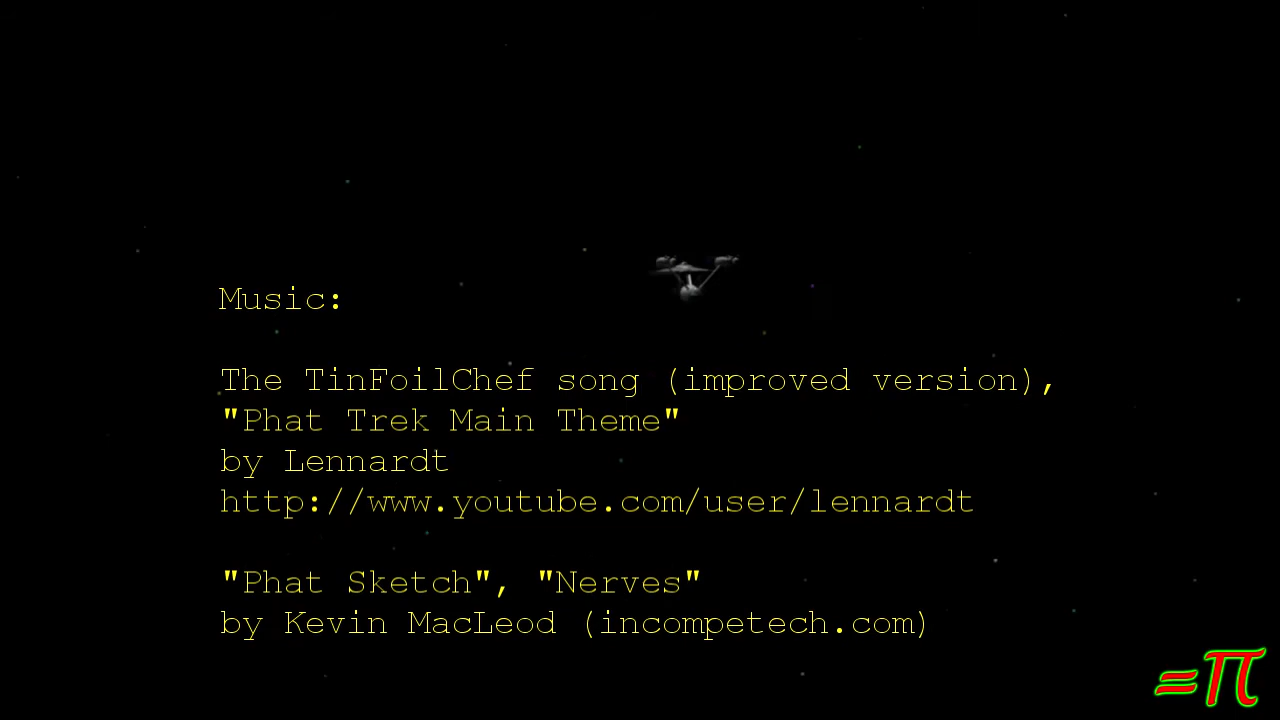 Music:
The TinFoilChef song (improved version),
"Phat Trek Main Theme"
by Lennardt
http://www.youtube.com/user/lennardt
"Phat Sketch", "Nerves"
by Kevin MacLeod (incompetech.com)
=π